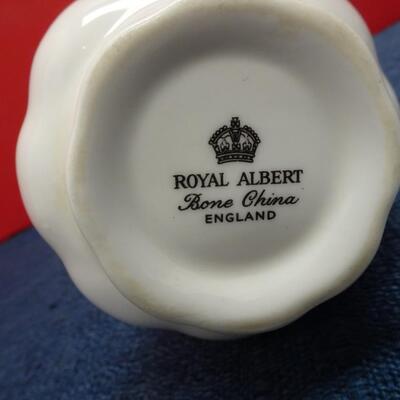 ROYAL ALBERT
Bone China
ENGLAND